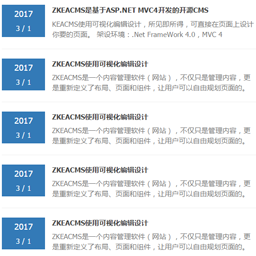 2017
3 / 1
ZKEACMS是基于ASP.NET MVC4开发的开源CMS
KEACMS使用可视化编辑设计，所见即所得，可直接在页面上设计
你要的页面。 架设环境：.Net FrameWork 4.0，MVC 4
2017
3 / 1
ZKEACMS使用可视化编辑设计
ZKEACMS是一个内容管理软件（网站），不仅只是管理内容，更
是重新定义了布局、页面和组件，让用户可以自由规划页面的。
2017
3 / 1
ZKEACMS使用可视化编辑设计
ZKEACMS是一个内容管理软件（网站），不仅只是管理内容，更
是重新定义了布局、页面和组件，让用户可以自由规划页面的。
2017
3 / 1
ZKEACMS使用可视化编辑设计
ZKEACMS是一个内容管理软件（网站），不仅只是管理内容，更
是重新定义了布局、页面和组件，让用户可以自由规划页面的。
2017
3 / 1
ZKEACMS使用可视化编辑设计
ZKEACMS是一个内容管理软件（网站），不仅只是管理内容，更
是重新定义了布局、页面和组件，让用户可以自由规划页面的。